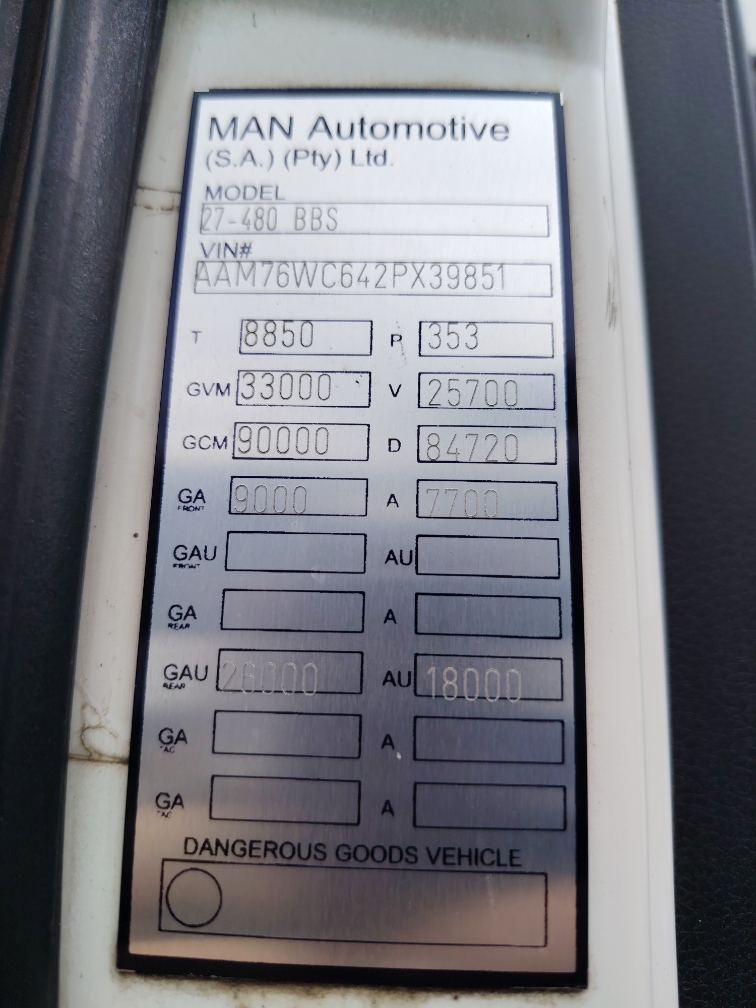 MAN Automotive
(S.A.) (Pty) Ltd.
MODEL
27-480 BBS
VIN#
AAM76WC642PX39851
T 8850 P 353
GVM 33000 V 25700
GCM 90000 D 84720
GA FRONT 9000 A 7700
GAU FRONT AU
GA REAR A
GAU REAR 26000 AU 18000
GA A
GA A
DANGEROUS GOODS VEHICLE